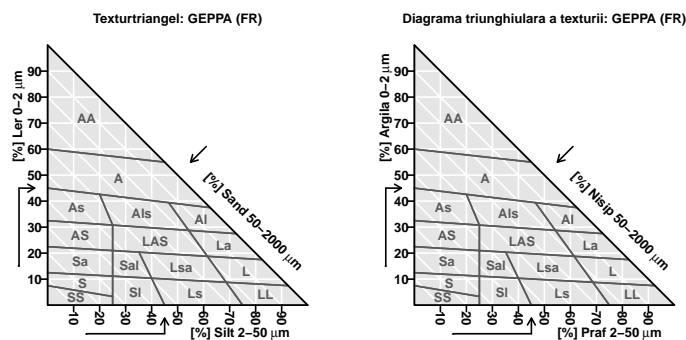 Texturtriangel: GEPPA (FR)
[%] Ler 0−2 µm
90
80
70
60
50
40
30
20
10
AA
A
As
Als
Al
AS
LAS
La
Sa
Sal
Lsa
L
S
SS
Sl
Ls
LL
[%] Sand 50−2000 µm
10
20
30
40
50
60
70
80
90
[%] Silt 2−50 µm
Diagrama triunghiulara a texturii: GEPPA (FR)
[%] Argila 0−2 µm
90
80
70
60
50
40
30
20
10
AA
A
As
Als
Al
AS
LAS
La
Sa
Sal
Lsa
L
S
SS
Sl
Ls
LL
[%] Nisip 50−2000 µm
10
20
30
40
50
60
70
80
90
[%] Praf 2−50 µm